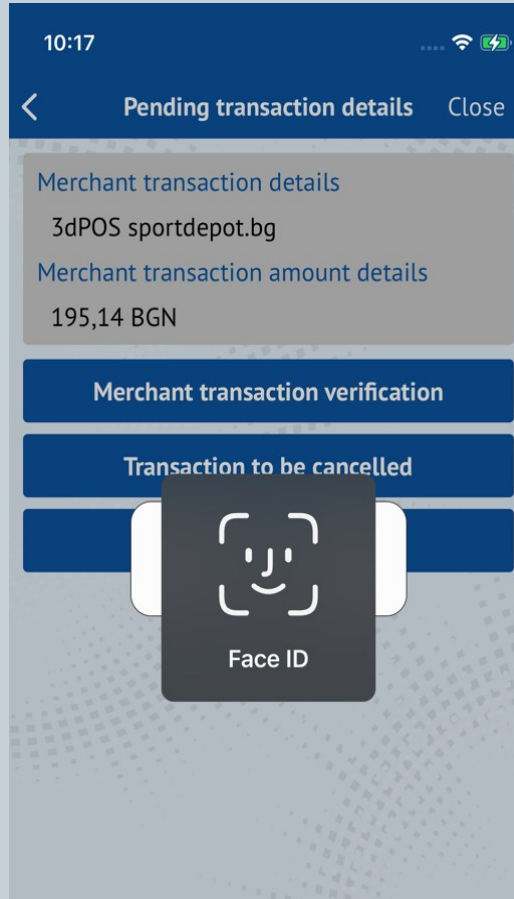 10:17
Pending transaction details Close
Merchant transaction details
3dPOS sportdepot.bg
Merchant transaction amount details
195,14 BGN
Merchant transaction verification
Transaction to be cancelled
Face ID